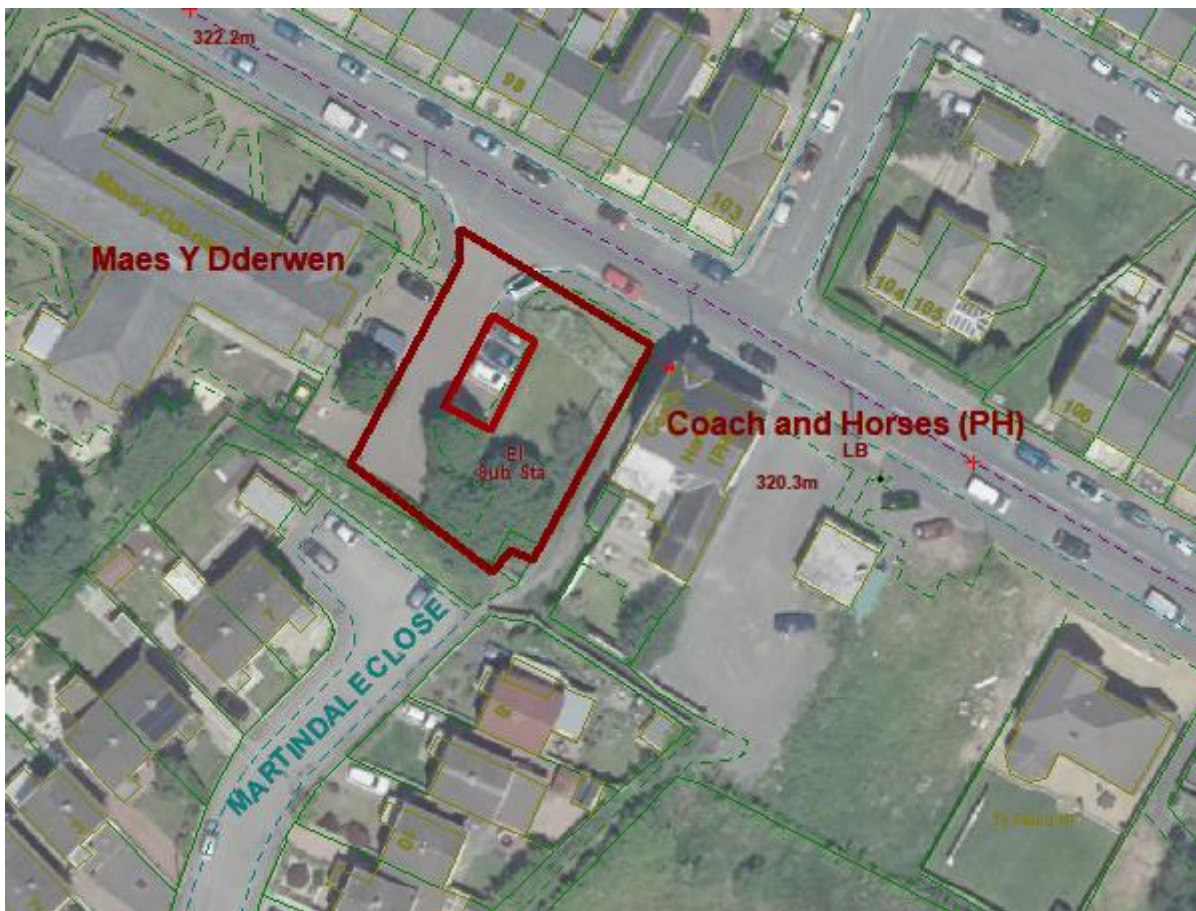 322.2m
98
103
Maes Y Dderwen
104
105
106
Coach and Horses (PH)
LB
El
Sub Sta
320.3m
MARTINDALE CLOSE
10